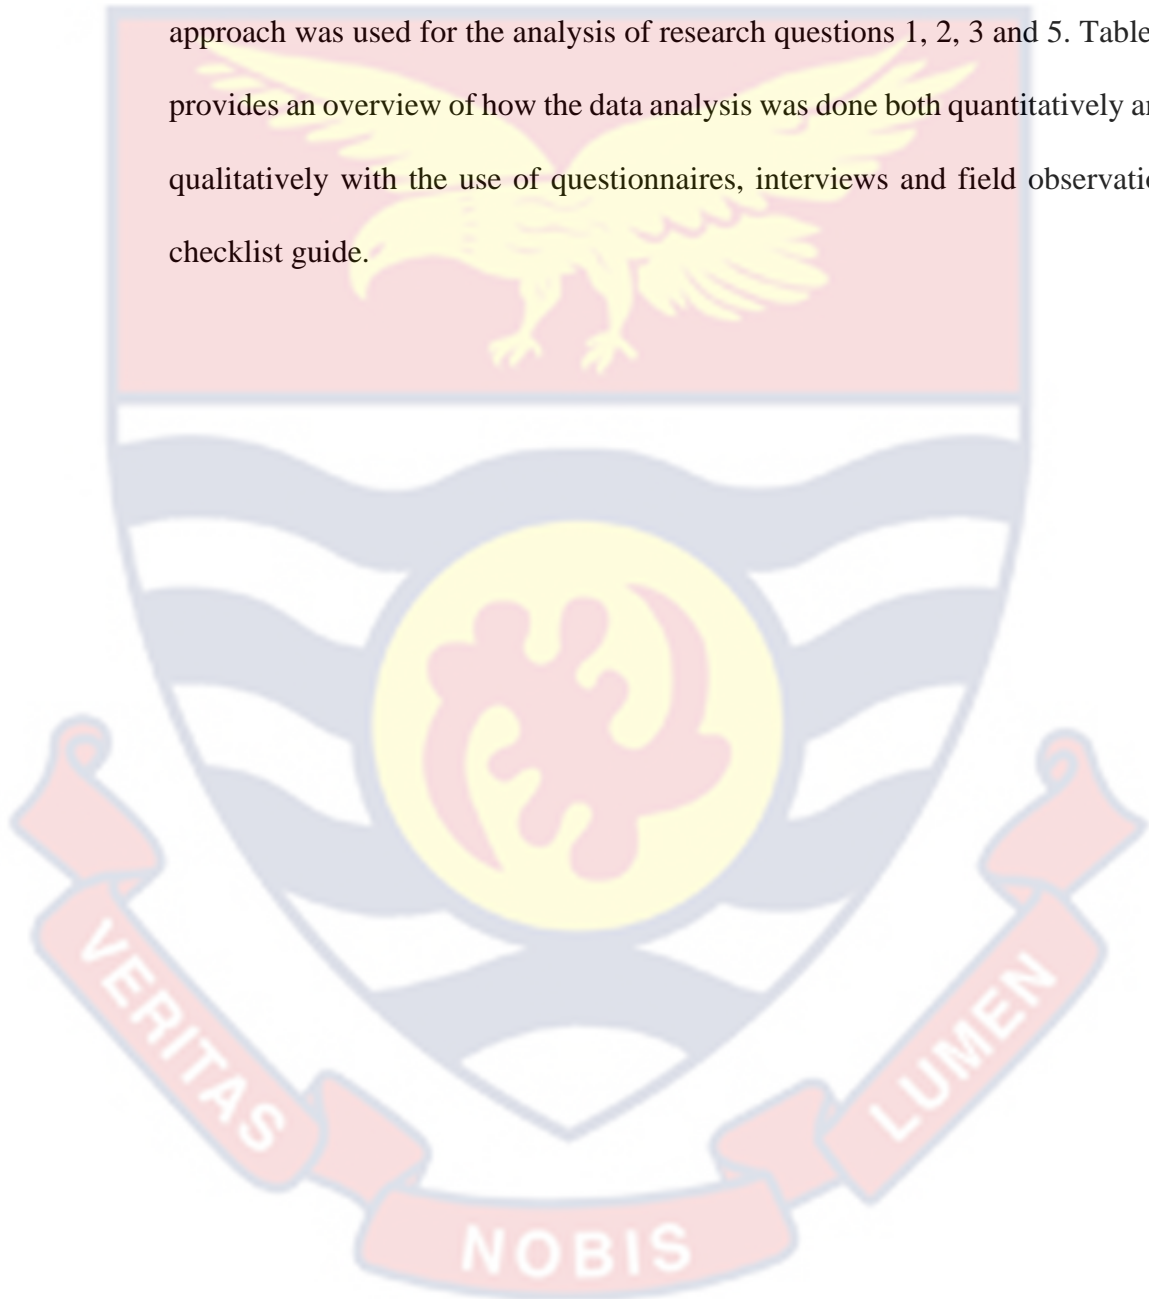 approach was used for the analysis of research questions 1, 2, 3 and 5. Table
provides an overview of how the data analysis was done both quantitatively
qualitatively with the use of questionnaires, interviews and field
checklist guide.
VERITAS
NOBIS
LUMEN